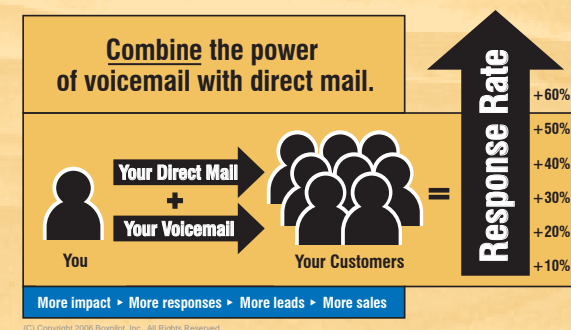 Combine the power
of voicemail with direct mail.
Your Direct Mail
+
Your Voicemail
You
Your Customers
=
Response Rate
+60%
+50%
+40%
+30%
+20%
+10%
More impact ▸ More responses ▸ More leads ▸ More sales
(C) Copyright 2006 Boxpilot, Inc. All Rights Reserved